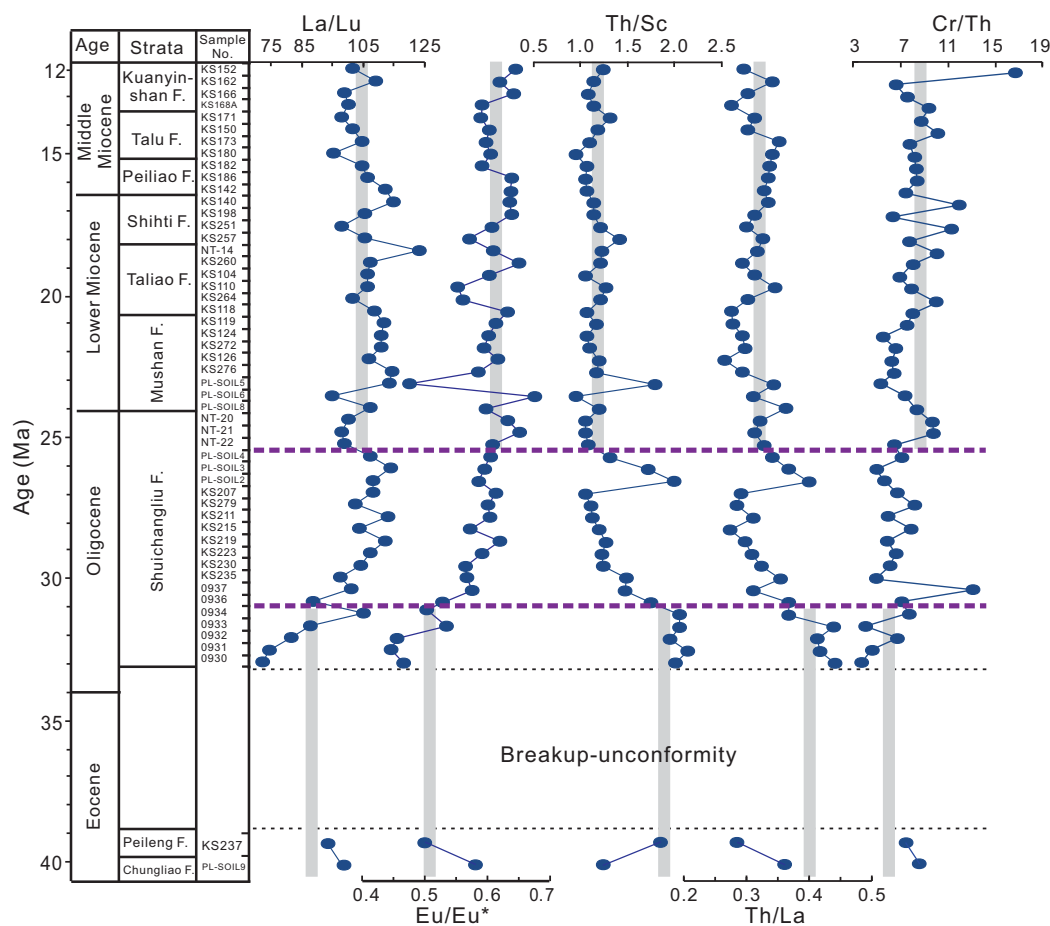 La/Lu
Th/Sc
Cr/Th
75 85 105 125
0.5 1.0 1.5 2.0 2.5
3 7 11 15 19
Age
Strata
Sample
No.
12
15
20
25
30
35
40
Age (Ma)
Middle
Miocene
Lower Miocene
Oligocene
Eocene
Kuanyin-
shan F.
Talu F.
Peiliao F.
Shihti F.
Taliao F.
Mushan F.
Shuichangliu F.
Peileng F.
Chungliao F.
KS152
KS162
KS166
KS168A
KS171
KS150
KS173
KS180
KS182
KS186
KS142
KS140
KS198
KS251
KS257
NT-14
KS260
KS104
KS110
KS264
KS118
KS119
KS124
KS272
KS126
KS276
PL-SOIL5
PL-SOIL6
PL-SOIL8
NT-20
NT-21
NT-22
PL-SOIL4
PL-SOIL3
PL-SOIL2
KS207
KS279
KS211
KS215
KS219
KS223
KS230
KS235
0937
0936
0934
0933
0932
0931
0930
Breakup-unconformity
KS237
PL-SOIL9
0.4 0.5 0.6 0.7
0.2 0.3 0.4 0.5
Eu/Eu*
Th/La